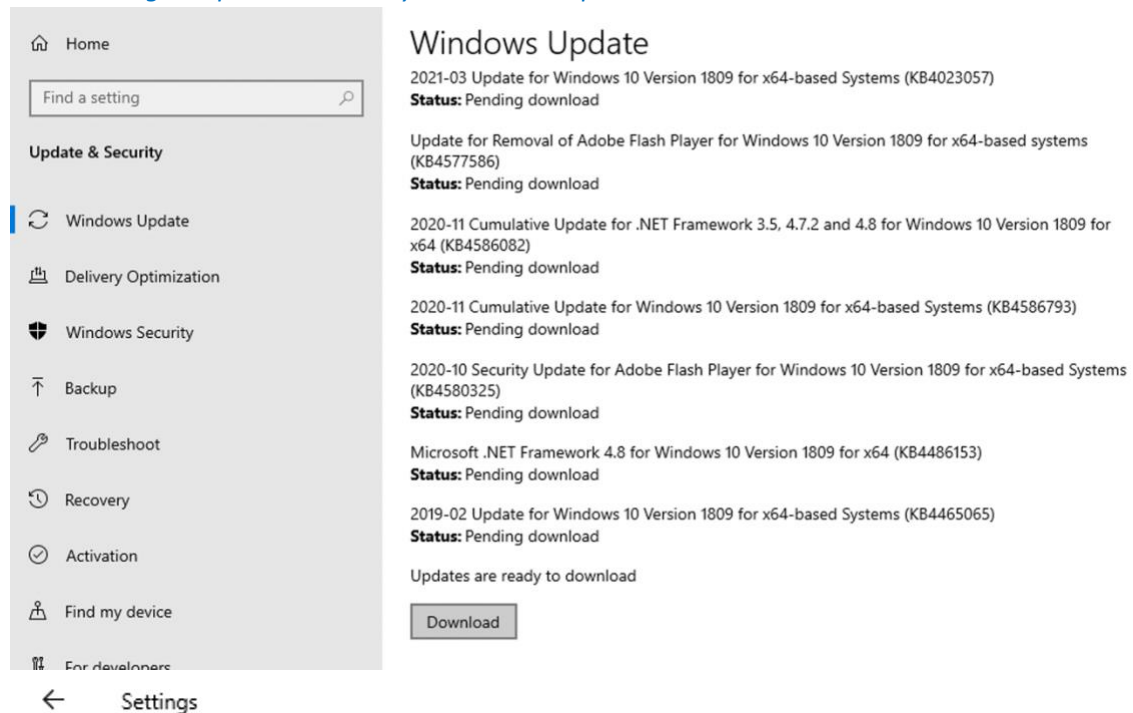 Home
Find a setting
Update & Security
Windows Update
Delivery Optimization
Windows Security
Backup
Troubleshoot
Recovery
Activation
Find my device
For developers
Windows Update
2021-03 Update for Windows 10 Version 1809 for x64-based Systems (KB4023057)
Status: Pending download
Update for Removal of Adobe Flash Player for Windows 10 Version 1809 for x64-based systems
(KB4577586)
Status: Pending download
2020-11 Cumulative Update for .NET Framework 3.5, 4.7.2 and 4.8 for Windows 10 Version 1809 for
x64 (KB4586082)
Status: Pending download
2020-11 Cumulative Update for Windows 10 Version 1809 for x64-based Systems (KB4586793)
Status: Pending download
2020-10 Security Update for Adobe Flash Player for Windows 10 Version 1809 for x64-based Systems
(KB4580325)
Status: Pending download
Microsoft .NET Framework 4.8 for Windows 10 Version 1809 for x64 (KB4486153)
Status: Pending download
2019-02 Update for Windows 10 Version 1809 for x64-based Systems (KB4465065)
Status: Pending download
Updates are ready to download
Download
Settings